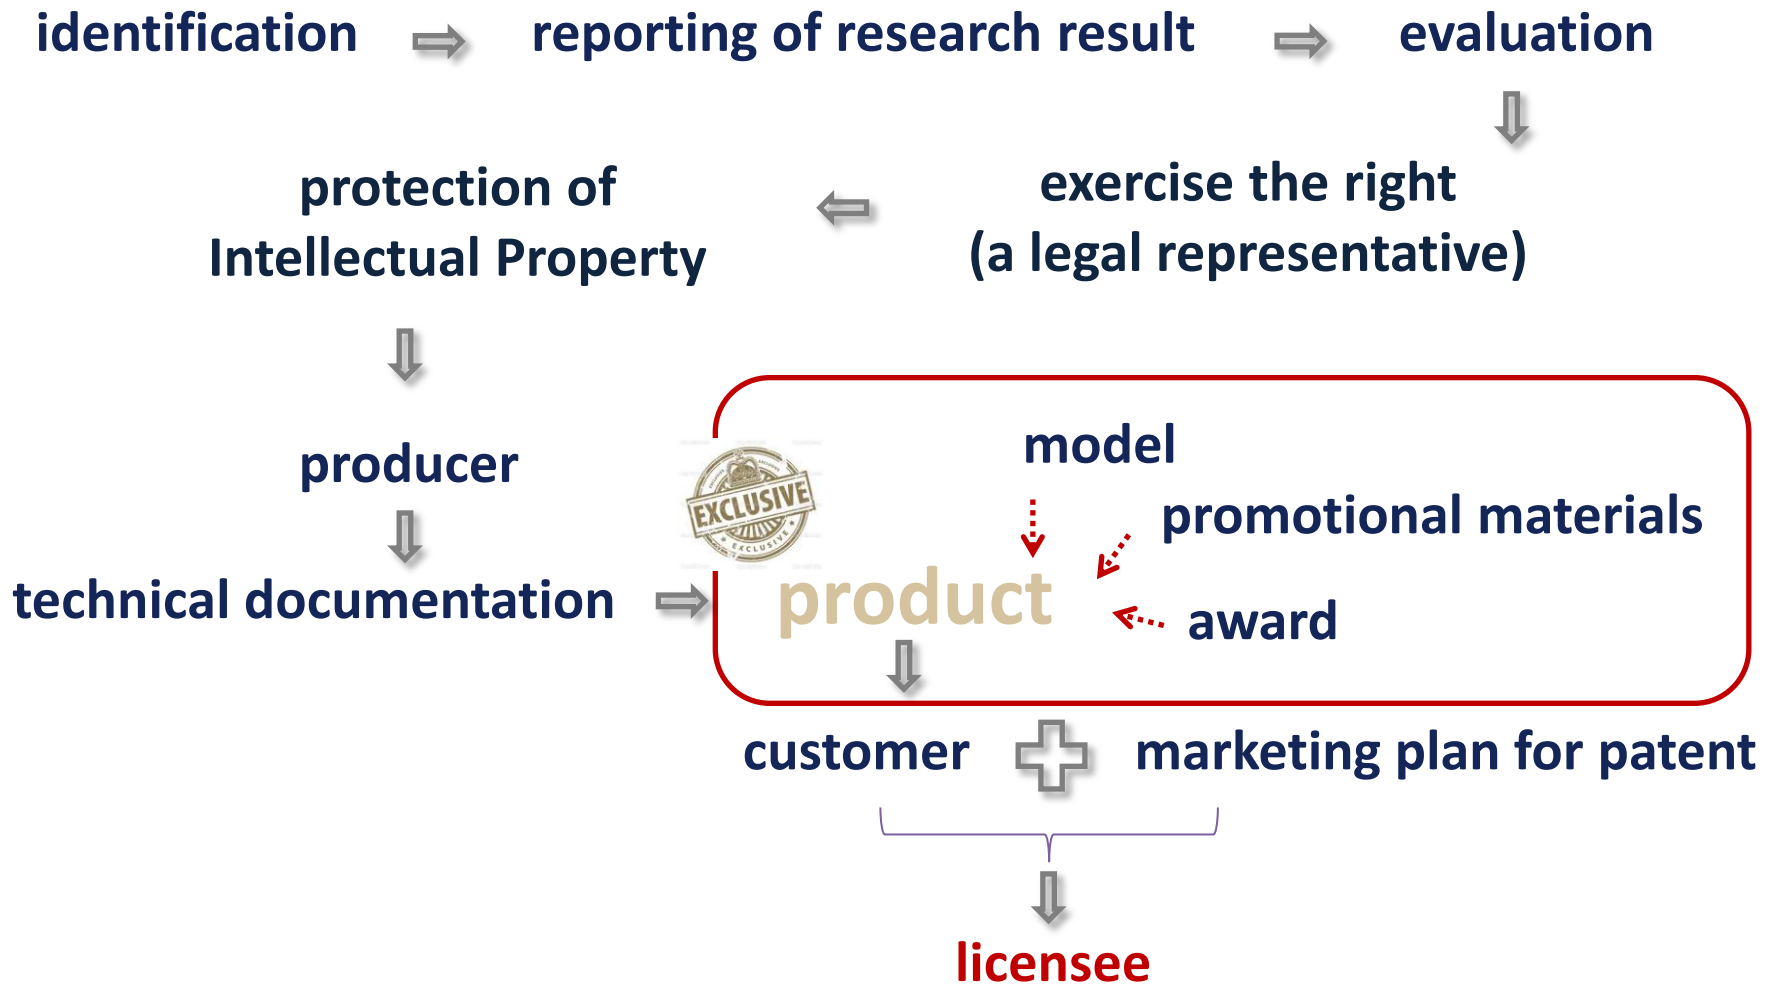 identification
reporting of research result
evaluation
protection of
Intellectual Property
exercise the right
(a legal representative)
producer
technical documentation
EXCLUSIVE
EXCLUSIVE
product
model
promotional materials
award
customer
marketing plan for patent
licensee